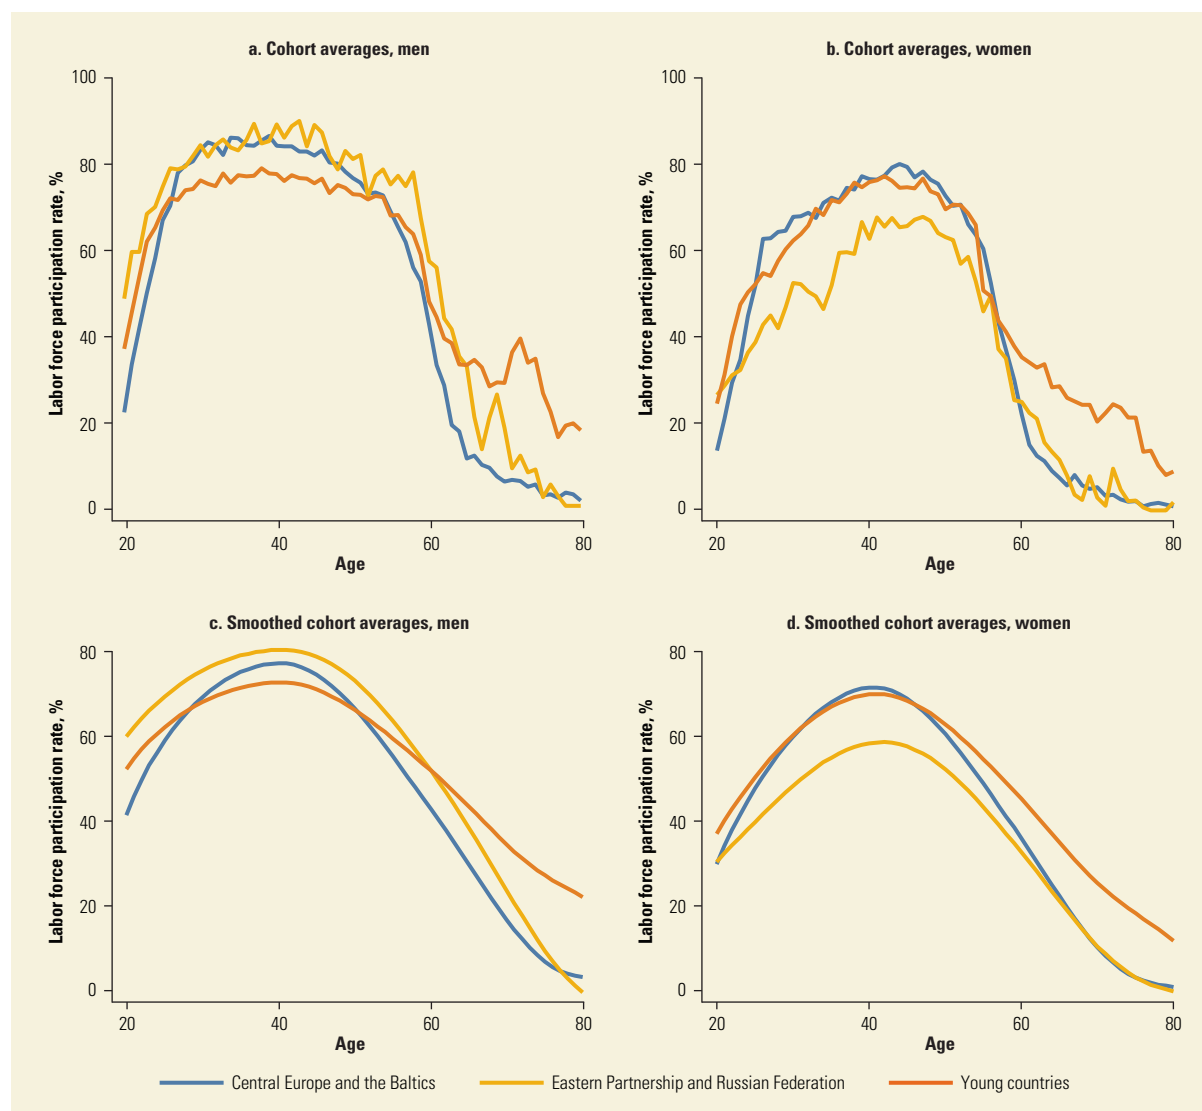 a. Cohort averages, men
Labor force participation rate, %
100
80
60
40
20
0
20 40 60 80
Age
b. Cohort averages, women
Labor force participation rate, %
100
80
60
40
20
0
20 40 60 80
Age
c. Smoothed cohort averages, men
Labor force participation rate, %
80
60
40
20
0
20 40 60 80
Age
d. Smoothed cohort averages, women
Labor force participation rate, %
80
60
40
20
0
20 40 60 80
Age
Central Europe and the Baltics Eastern Partnership and Russian Federation Young countries